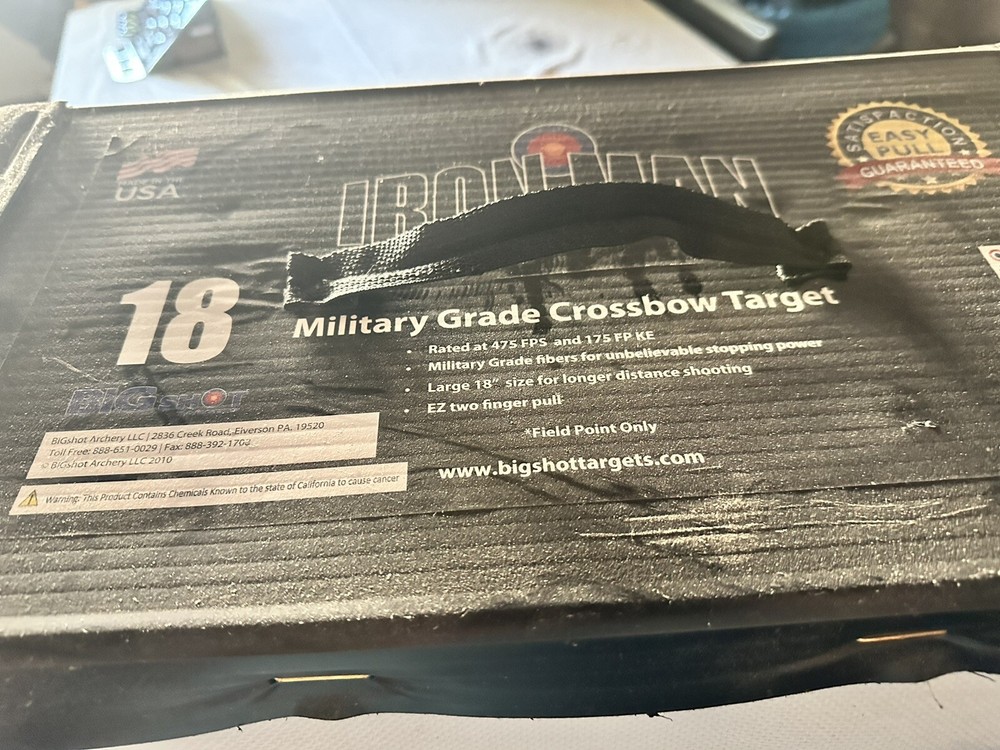 USA
IRON MAN
SATISFACTION
EASY
PULL
GUARANTEED
18
Military Grade Crossbow Target
• Rated at 475 FPS and 175 FP KE
• Military Grade fibers for unbelievable stopping power
• Large 18" size for longer distance shooting
• EZ two finger pull
*Field Point Only
www.bigshottargets.com
BIGSHOT
BIGshot Archery LLC | 2836 Creek Road, Elverson PA. 19520
Toll Free: 888-651-0029 | Fax: 888-392-1703
© BIGshot Archery LLC 2010
Warning: This Product Contains Chemicals Known to the state of California to cause cancer